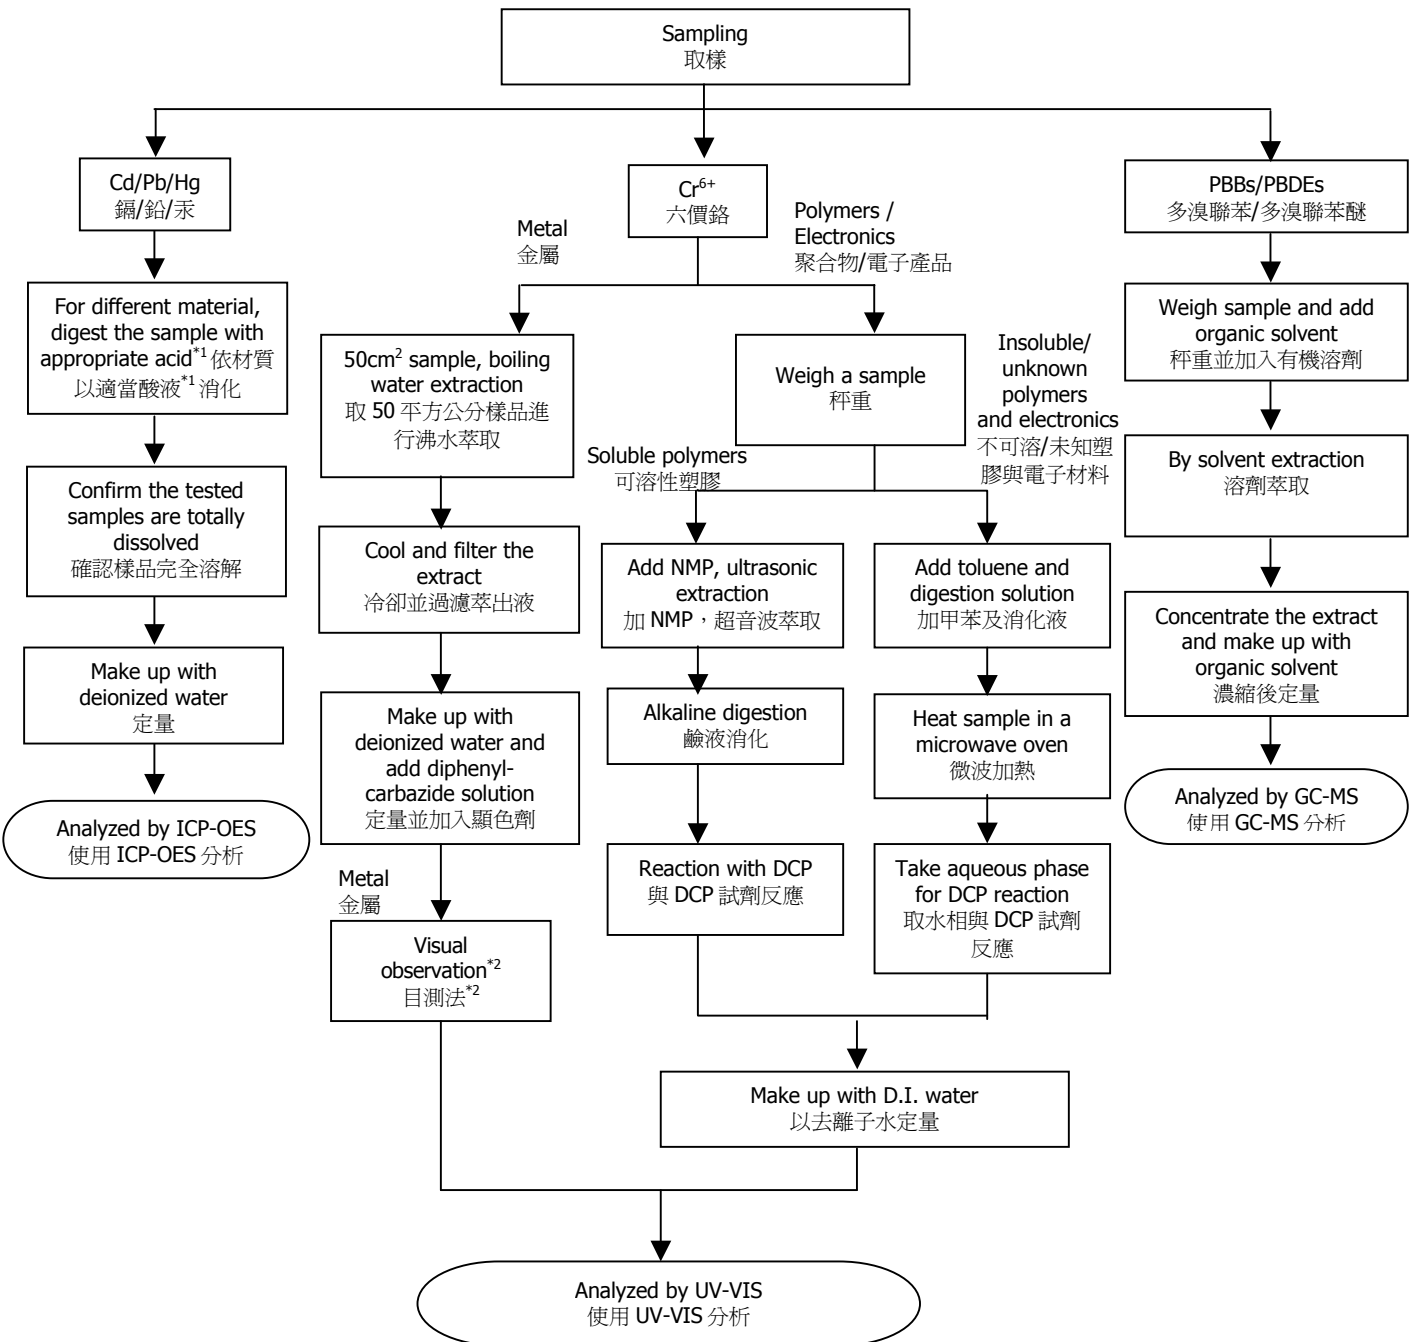 Sampling
取樣
Cd/Pb/Hg
鎘/鉛/汞
Cr6+
六價鉻
PBBs/PBDEs
多溴聯苯/多溴聯苯醚
Metal
金屬
Polymers /
Electronics
聚合物/電子產品
For different material,
digest the sample with
appropriate acid*1 依材質
以適當酸液*1 消化
50cm2 sample, boiling
water extraction
取 50 平方公分樣品進
行沸水萃取
Weigh a sample
秤重
Insoluble/
unknown
polymers
and electronics
不可溶/未知塑
膠與電子材料
Weigh sample and add
organic solvent
秤重並加入有機溶劑
Soluble polymers
可溶性塑膠
Confirm the tested
samples are totally
dissolved
確認樣品完全溶解
Cool and filter the
extract
冷卻並過濾萃出液
Add NMP, ultrasonic
extraction
加 NMP，超音波萃取
Add toluene and
digestion solution
加甲苯及消化液
By solvent extraction
溶劑萃取
Make up with
deionized water
定量
Make up with
deionized water and
add diphenyl-
carbazide solution
定量並加入顯色劑
Alkaline digestion
鹼液消化
Heat sample in a
microwave oven
微波加熱
Concentrate the extract
and make up with
organic solvent
濃縮後定量
Analyzed by ICP-OES
使用 ICP-OES 分析
Metal
金屬
Reaction with DCP
與 DCP 試劑反應
Take aqueous phase
for DCP reaction
取水相與 DCP 試劑
反應
Analyzed by GC-MS
使用 GC-MS 分析
Visual
observation*2
目測法*2
Make up with D.I. water
以去離子水定量
Analyzed by UV-VIS
使用 UV-VIS 分析